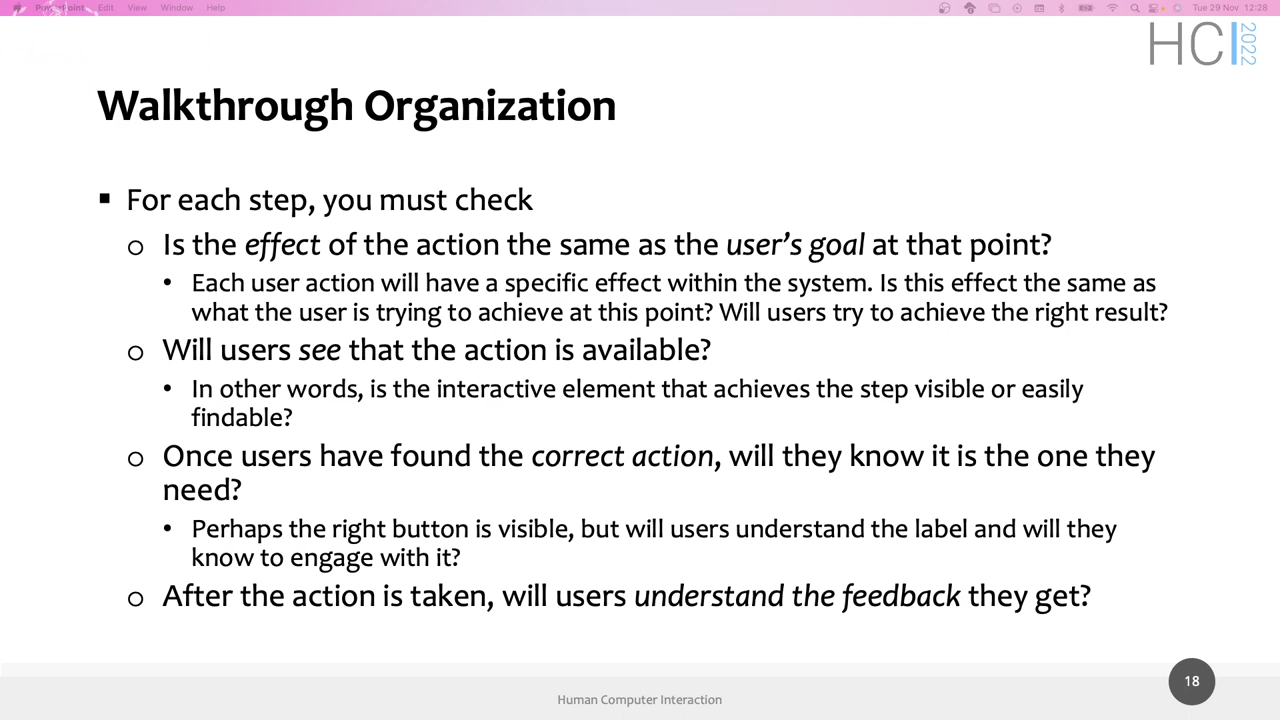 PowerPoint Edit View Window Help Tue 29 Nov 12:28
HCI 2022
Walkthrough Organization
▪ For each step, you must check
o Is the effect of the action the same as the user's goal at that point?
• Each user action will have a specific effect within the system. Is this effect the same as
what the user is trying to achieve at this point? Will users try to achieve the right result?
o Will users see that the action is available?
• In other words, is the interactive element that achieves the step visible or easily
findable?
o Once users have found the correct action, will they know it is the one they
need?
• Perhaps the right button is visible, but will users understand the label and will they
know to engage with it?
o After the action is taken, will users understand the feedback they get?
18
Human Computer Interaction